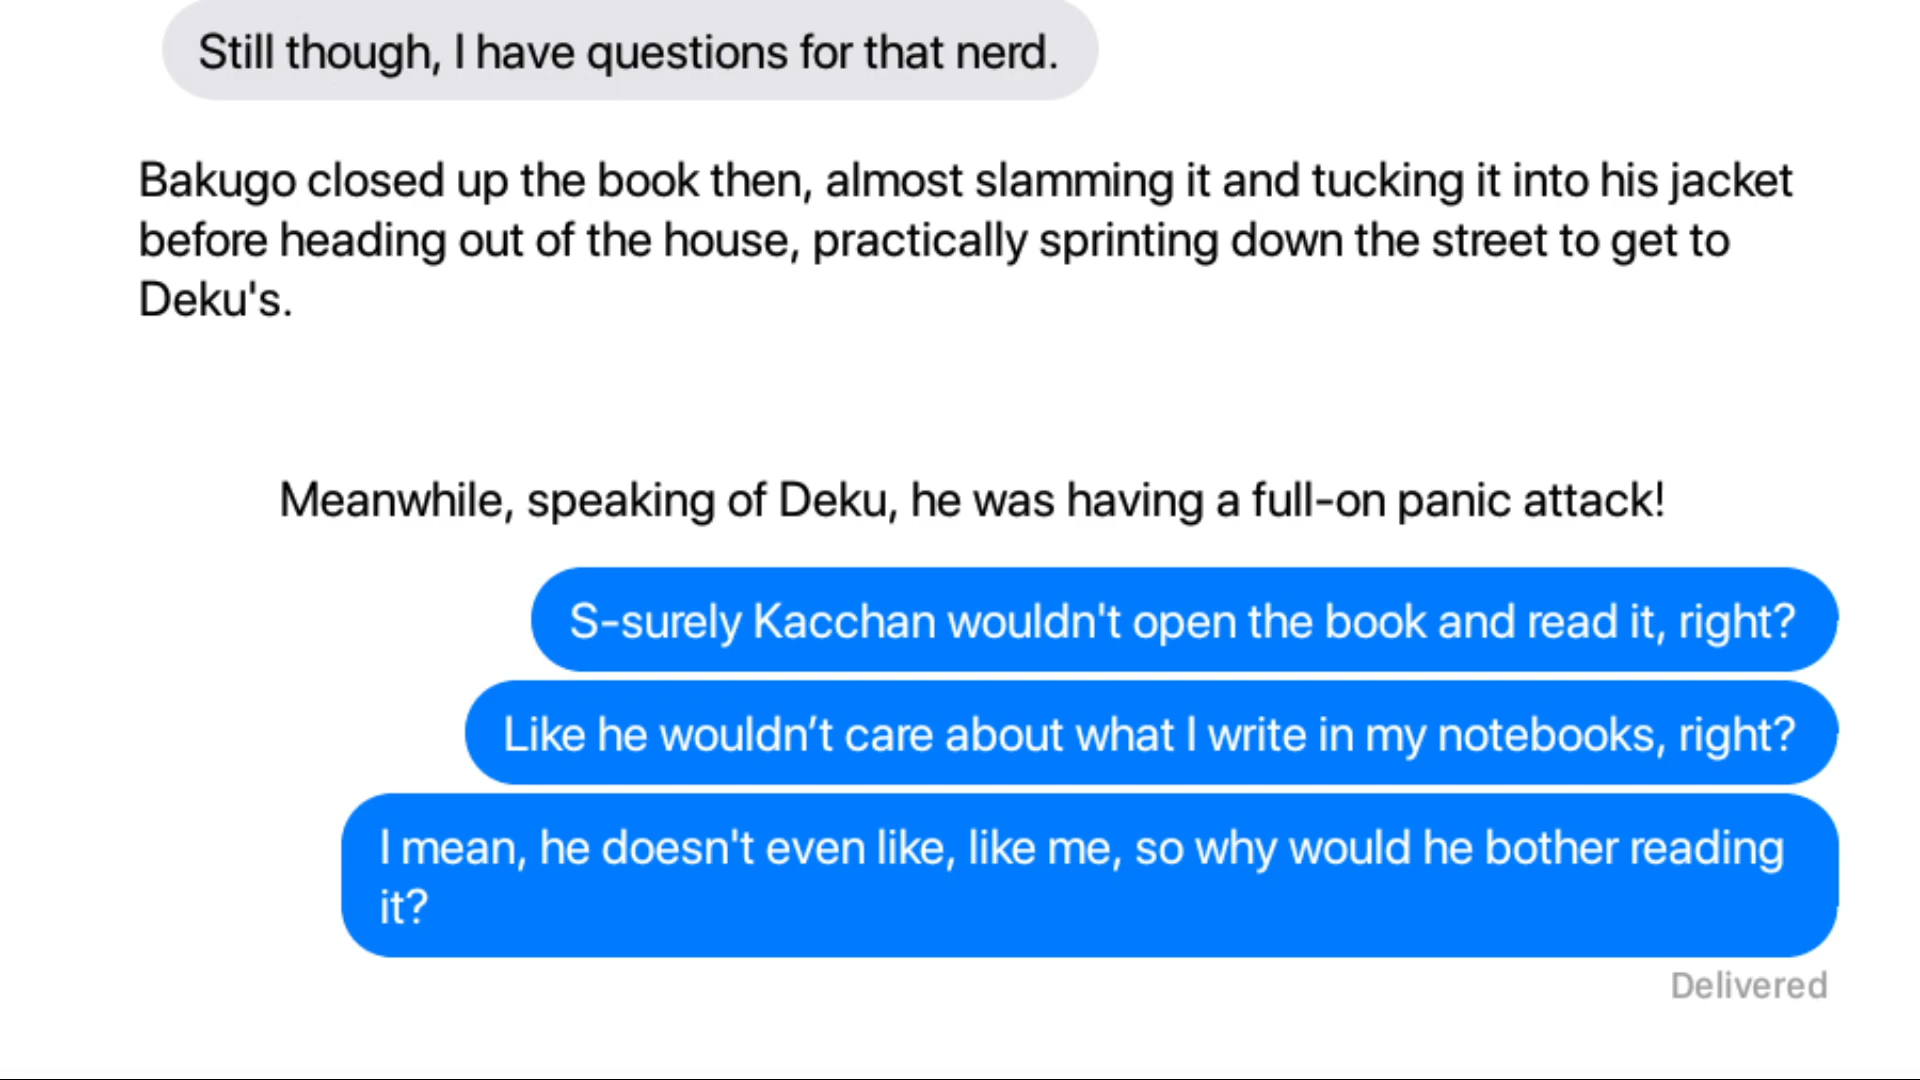 Still though, I have questions for that nerd.
Bakugo closed up the book then, almost slamming it and tucking it into his jacket
before heading out of the house, practically sprinting down the street to get to
Deku's.
Meanwhile, speaking of Deku, he was having a full-on panic attack!
S-surely Kacchan wouldn't open the book and read it, right?
Like he wouldn’t care about what I write in my notebooks, right?
I mean, he doesn't even like, like me, so why would he bother reading
it?
Delivered